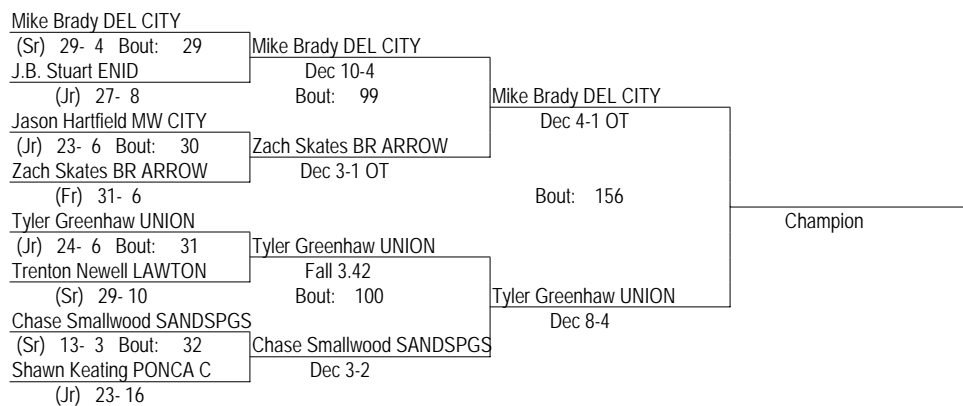 Mike Brady DEL CITY
(Sr) 29- 4 Bout: 29
J.B. Stuart ENID
(Jr) 27- 8
Jason Hartfield MW CITY
(Jr) 23- 6 Bout: 30
Zach Skates BR ARROW
(Fr) 31- 6
Tyler Greenhaw UNION
(Jr) 24- 6 Bout: 31
Trenton Newell LAWTON
(Sr) 29- 10
Chase Smallwood SANDSPGS
(Sr) 13- 3 Bout: 32
Shawn Keating PONCA C
(Jr) 23- 16
Mike Brady DEL CITY
Dec 10-4
Bout: 99
Zach Skates BR ARROW
Dec 3-1 OT
Tyler Greenhaw UNION
Fall 3.42
Bout: 100
Chase Smallwood SANDSPGS
Dec 3-2
Mike Brady DEL CITY
Dec 4-1 OT
Bout: 156
Tyler Greenhaw UNION
Dec 8-4
Champion